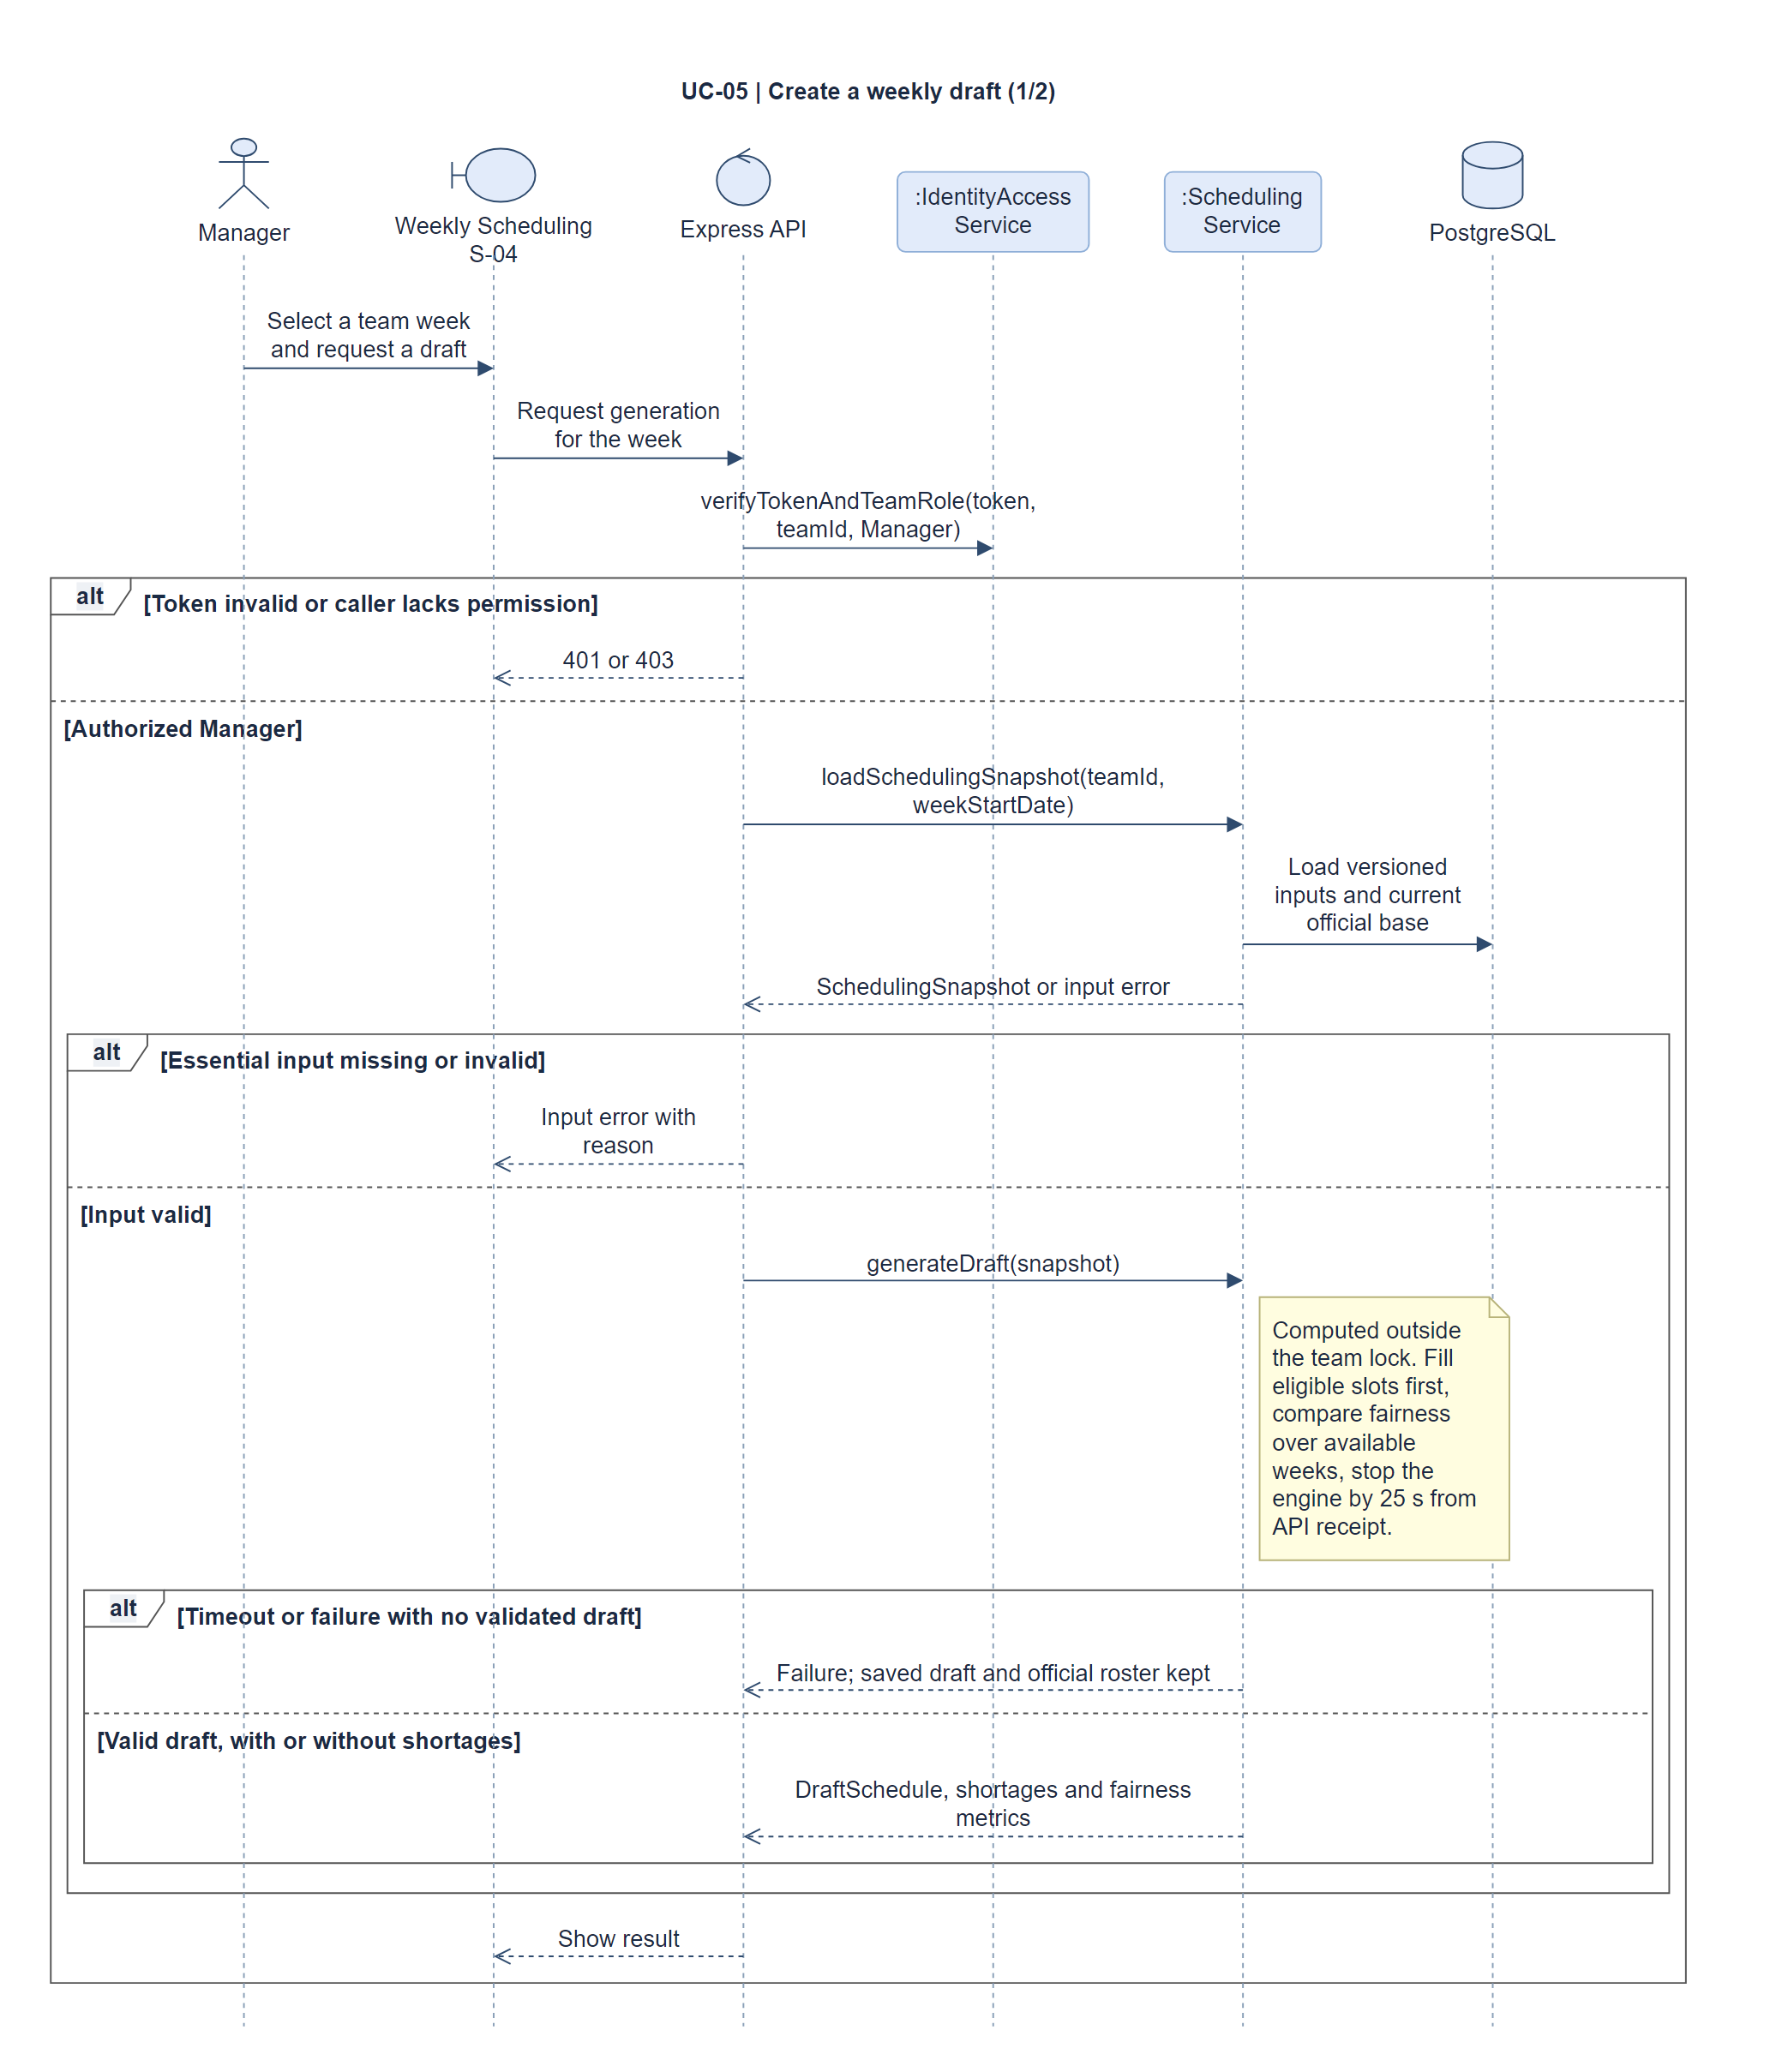 UC-05 | Create a weekly draft (1/2)
Manager
Weekly Scheduling
S-04
Express API
:IdentityAccess
Service
:Scheduling
Service
PostgreSQL
Select a team week
and request a draft
Request generation
for the week
verifyTokenAndTeamRole(token,
teamId, Manager)
alt
[Token invalid or caller lacks permission]
401 or 403
[Authorized Manager]
loadSchedulingSnapshot(teamId,
weekStartDate)
Load versioned
inputs and current
official base
SchedulingSnapshot or input error
alt
[Essential input missing or invalid]
Input error with
reason
[Input valid]
generateDraft(snapshot)
Computed outside
the team lock. Fill
eligible slots first,
compare fairness
over available
weeks, stop the
engine by 25 s from
API receipt.
alt
[Timeout or failure with no validated draft]
Failure; saved draft and official roster kept
[Valid draft, with or without shortages]
DraftSchedule, shortages and fairness
metrics
Show result